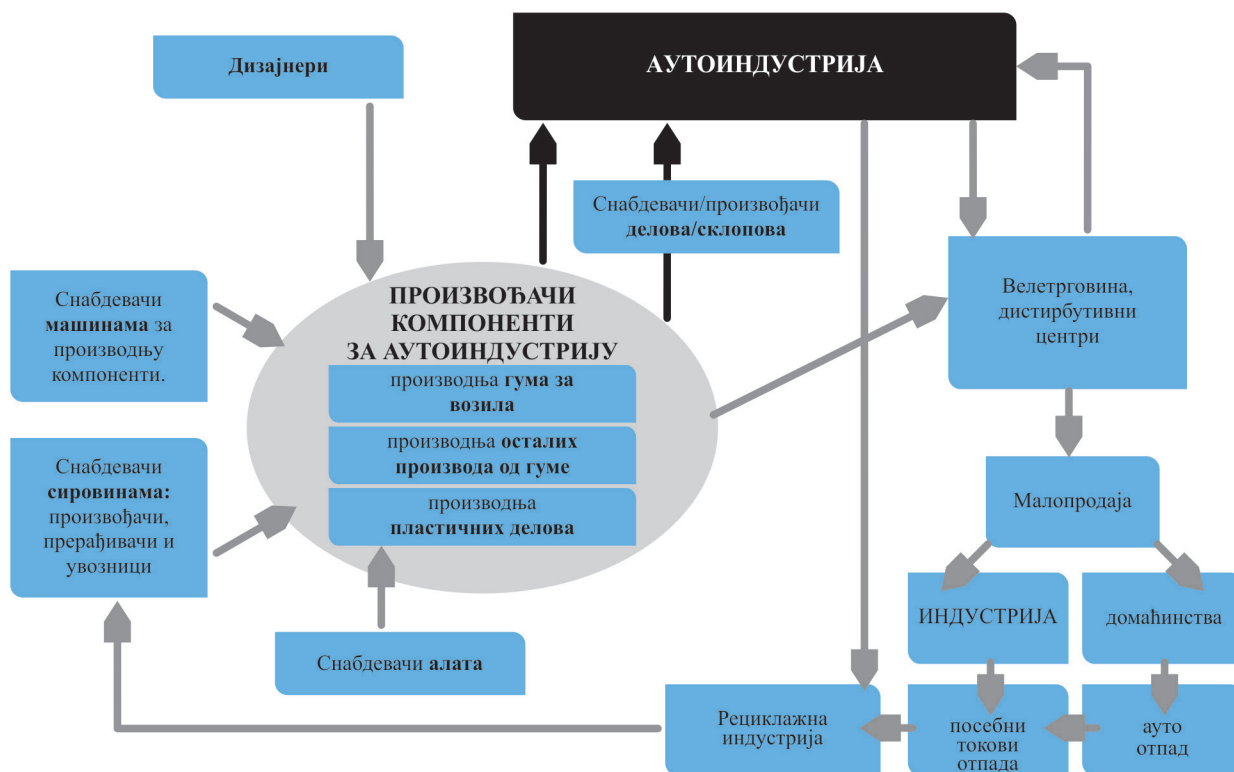 Дизајнери
АУТОИНДУСТРИЈА
Снабдевачи/произвођачи
делова/склопова
Снабдевачи
машинама за
производњу
компоненти.
ПРОИЗВОЂАЧИ
КОМПОНЕНТИ
ЗА АУТОИНДУСТРИЈУ
производња гума за
возила
производња осталих
производа од гуме
производња
пластичних делова
Велетрговина,
дистирбутивни
центри
Снабдевачи
сировинама:
произвођачи,
прерађивачи и
увозници
Малопродаја
ИНДУСТРИЈА
домаћинства
Снабдевачи алата
Рециклажна
индустрија
посебни
токови
отпада
ауто
отпад